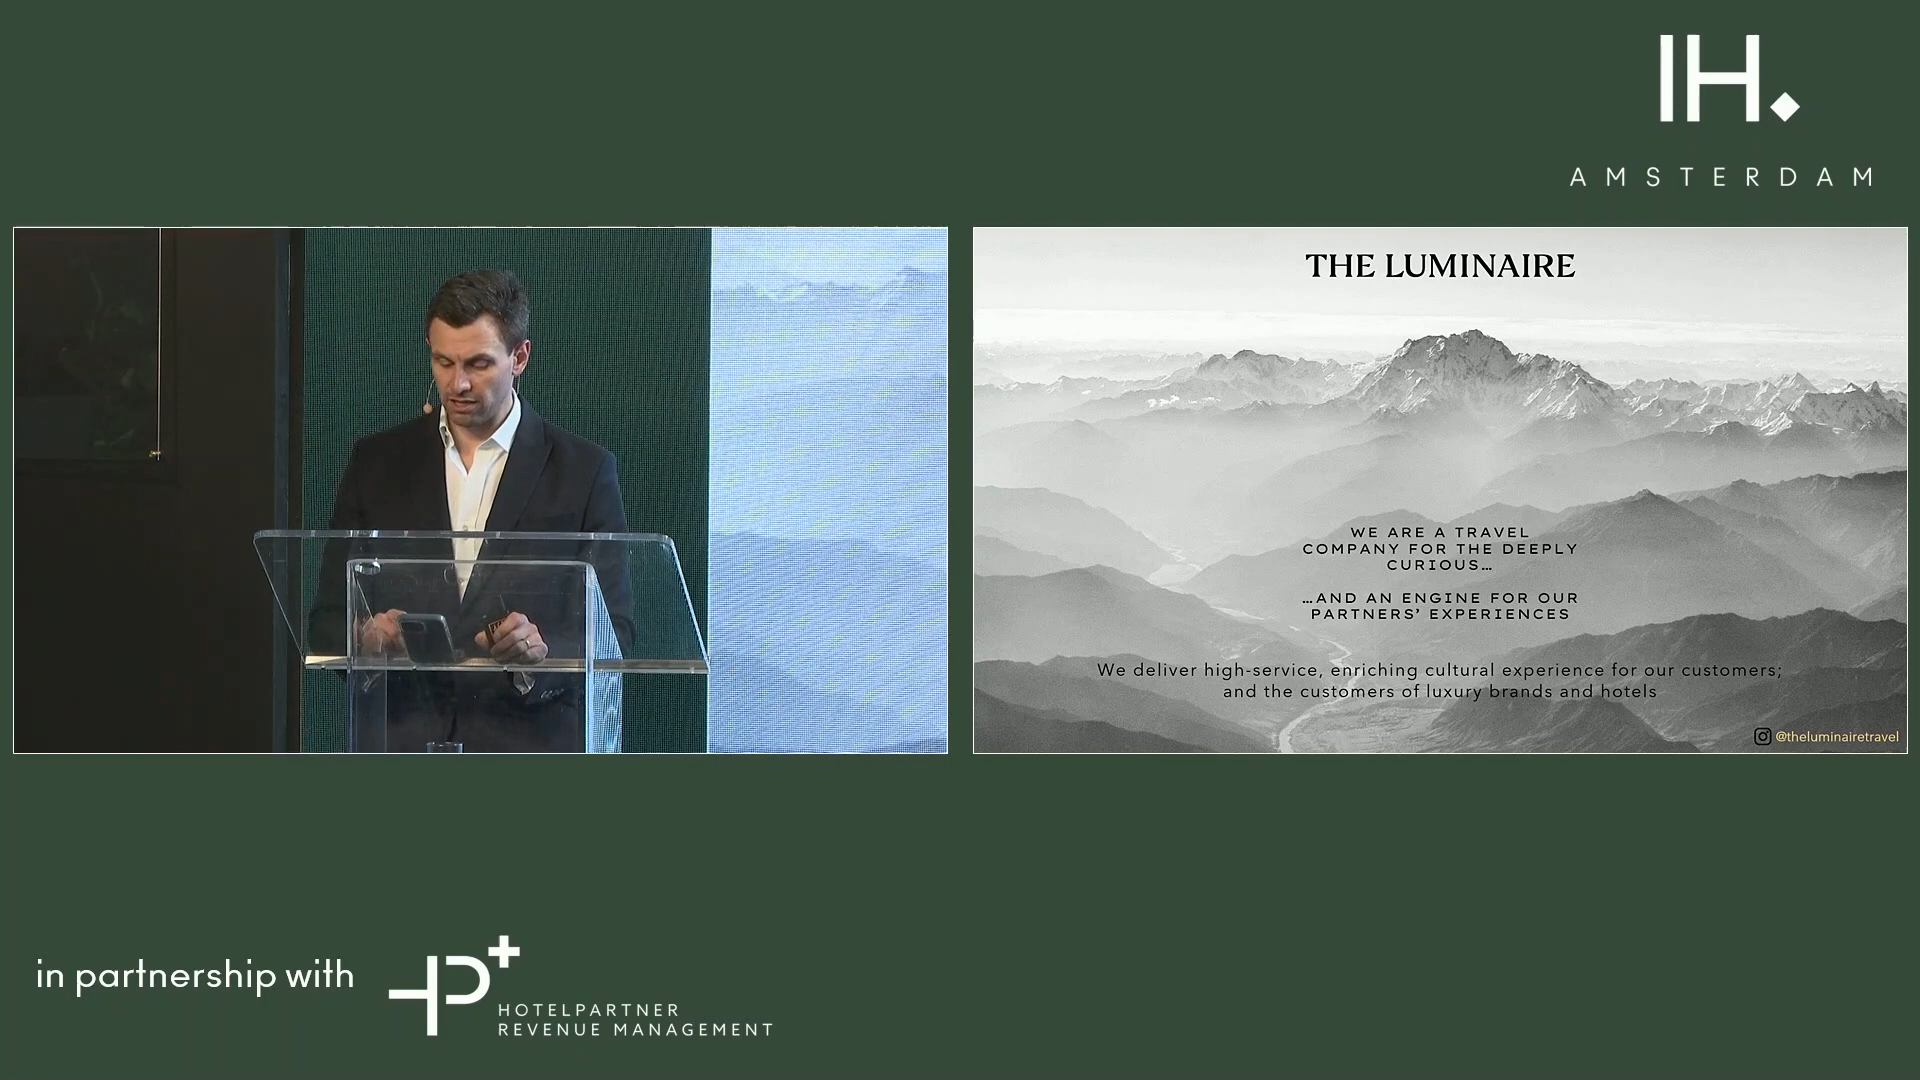 IH.
AMSTERDAM
THE LUMINAIRE
WE ARE A TRAVEL
COMPANY FOR THE DEEPLY
CURIOUS...
...AND AN ENGINE FOR OUR
PARTNERS' EXPERIENCES
We deliver high-service, enriching cultural experience for our customers;
and the customers of luxury brands and hotels
@theluminairetravel
in partnership with
HP+
HOTELPARTNER
REVENUE MANAGEMENT